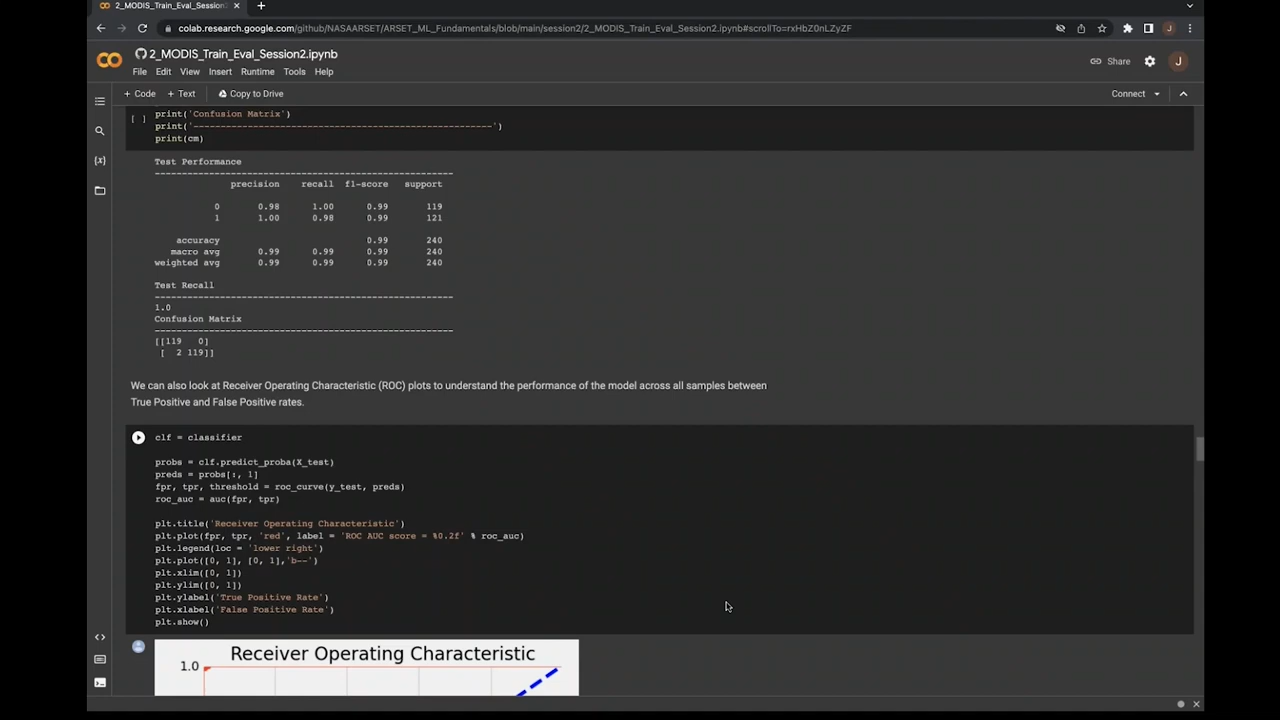 2_MODIS_Train_Eval_Session2.ip
colab.research.google.com/github/NASAARSET/ARSET_ML_Fundamentals/blob/main/session2/2_MODIS_Train_Eval_Session2.ipynb#scrollTo=rxHbZ0nLZyZF
J
2_MODIS_Train_Eval_Session2.ipynb
File Edit View Insert Runtime Tools Help
Share
J
+ Code + Text Copy to Drive
Connect
[ ] print('Confusion Matrix')
print('---------------------------------------------------------')
print(cm)
Test Performance
---------------------------------------------------------
precision recall f1-score support
0 0.98 1.00 0.99 119
1 1.00 0.98 0.99 121
accuracy 0.99 240
macro avg 0.99 0.99 0.99 240
weighted avg 0.99 0.99 0.99 240
Test Recall
---------------------------------------------------------
1.0
Confusion Matrix
---------------------------------------------------------
[[119 0]
[ 2 119]]
We can also look at Receiver Operating Characteristic (ROC) plots to understand the performance of the model across all samples between
True Positive and False Positive rates.
clf = classifier
probs = clf.predict_proba(X_test)
preds = probs[:, 1]
fpr, tpr, threshold = roc_curve(y_test, preds)
roc_auc = auc(fpr, tpr)
plt.title('Receiver Operating Characteristic')
plt.plot(fpr, tpr, 'red', label = 'ROC AUC score = %0.2f' % roc_auc)
plt.legend(loc = 'lower right')
plt.plot([0, 1], [0, 1],'b--')
plt.xlim([0, 1])
plt.ylim([0, 1])
plt.ylabel('True Positive Rate')
plt.xlabel('False Positive Rate')
plt.show()
Receiver Operating Characteristic
1.0